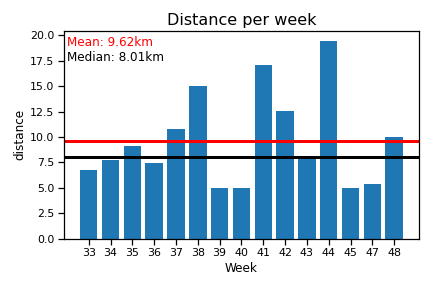 Distance per week
Mean: 9.62km
Median: 8.01km
20.0
17.5
15.0
12.5
10.0
7.5
5.0
2.5
0.0
distance
33 34 35 36 37 38 39 40 41 42 43 44 45 47 48
Week